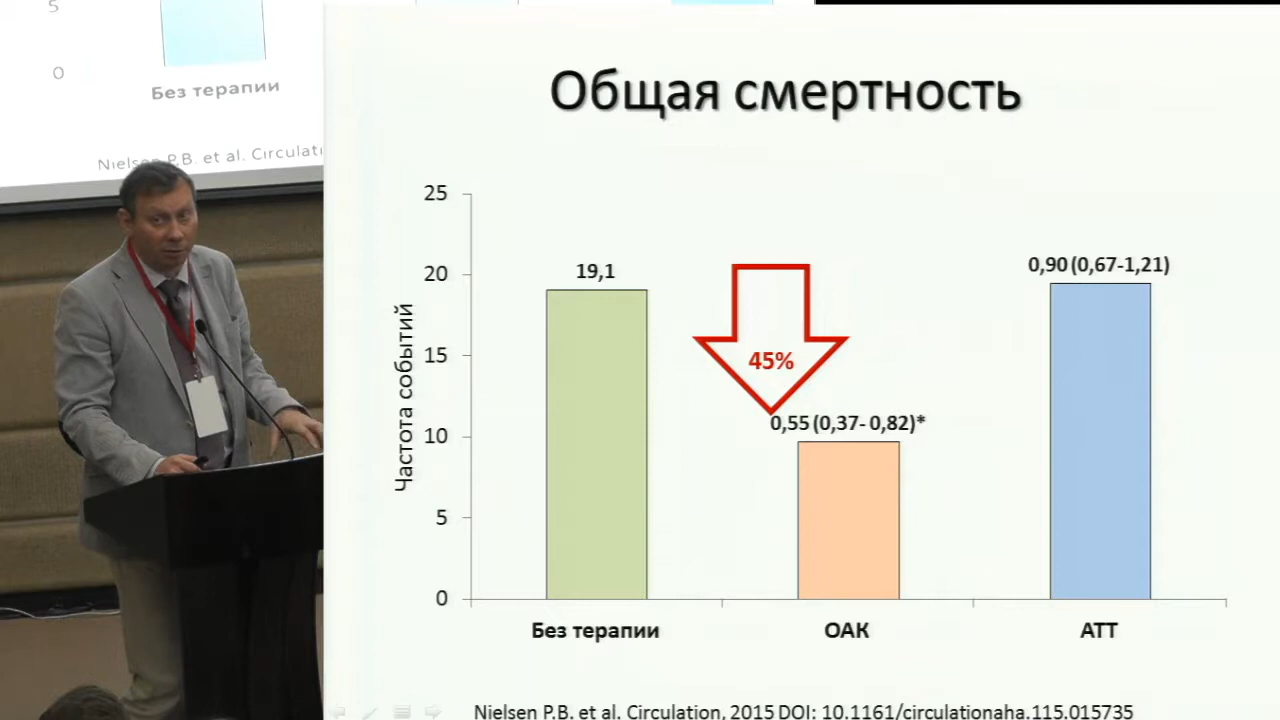 5
0
Без терапии
Nielsen P.B. et al. Circulati
Общая смертность
25
20
15
10
5
0
Частота событий
19,1
45%
0,55 (0,37- 0,82)*
0,90 (0,67-1,21)
Без терапии
ОАК
АТТ
Nielsen P.B. et al. Circulation, 2015 DOI: 10.1161/circulationaha.115.015735